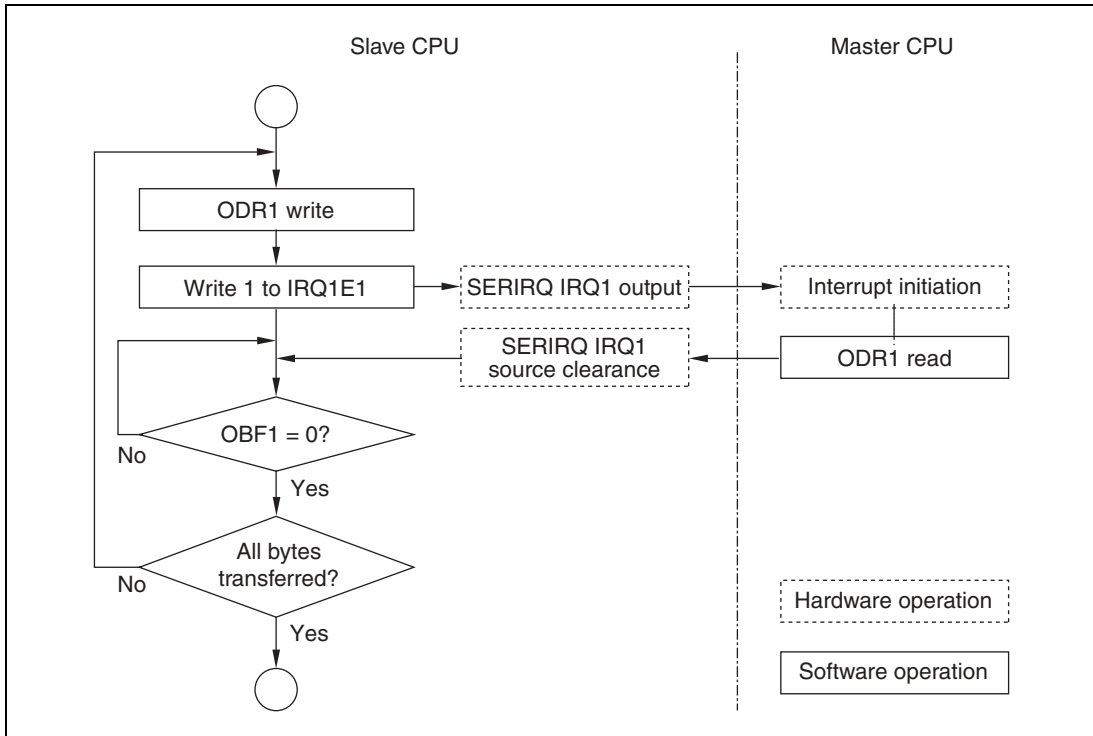 Slave CPU
Master CPU
ODR1 write
Write 1 to IRQ1E1
SERIRQ IRQ1 output
Interrupt initiation
SERIRQ IRQ1
source clearance
ODR1 read
OBF1 = 0?
No
Yes
All bytes
transferred?
No
Yes
Hardware operation
Software operation